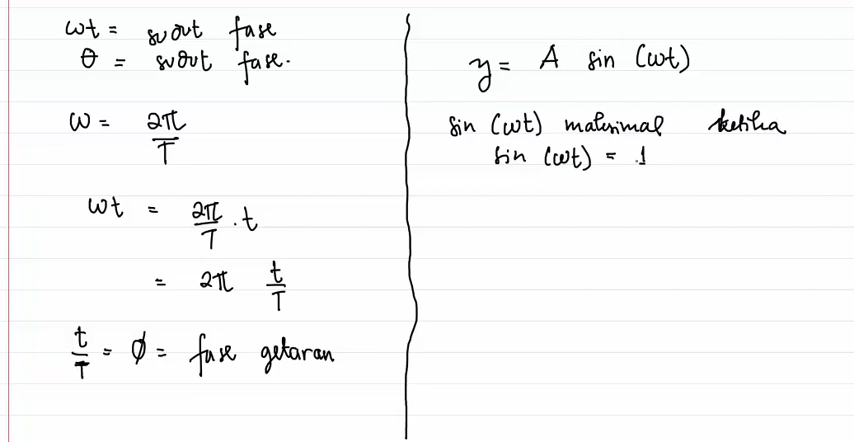 ωt = sudut fase
θ = sudut fase.
ω = 2π/T
ωt = 2π/T . t
= 2π t/T
t/T = ϕ = fase getaran
y = A sin (ωt)
sin (ωt) maksimal ketika
sin (ωt) = 1